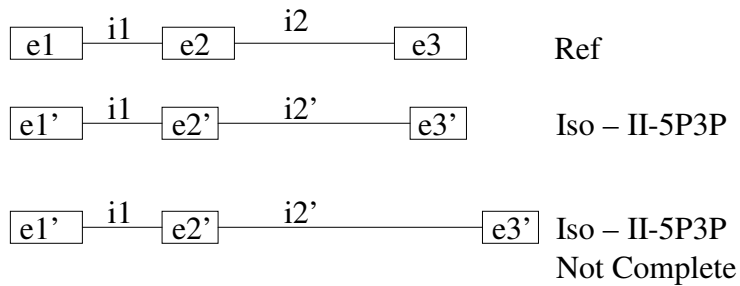 i1 i2
e1 e2 e3 Ref
i1 i2’
e1’ e2’ e3’ Iso – II-5P3P
i1 i2’
e1’ e2’ e3’ Iso – II-5P3P
Not Complete